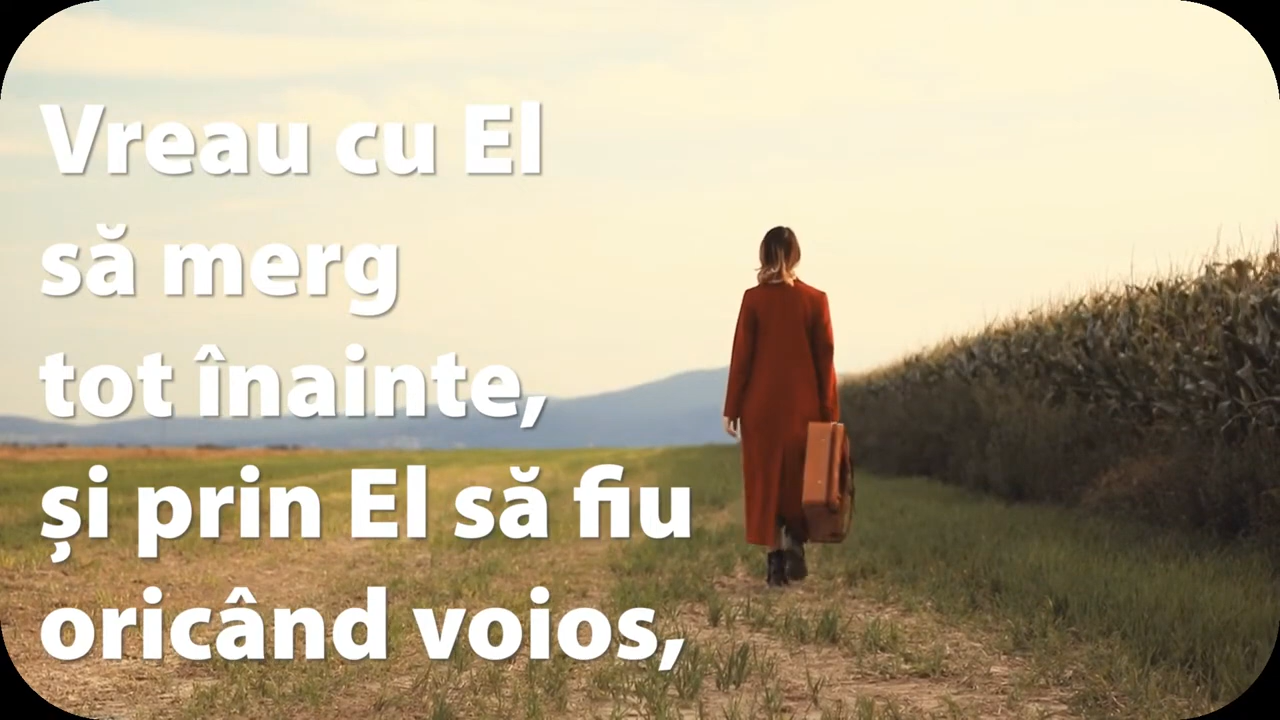 Vreau cu El
să merg
tot înainte,
și prin El să fiu
oricând voios,